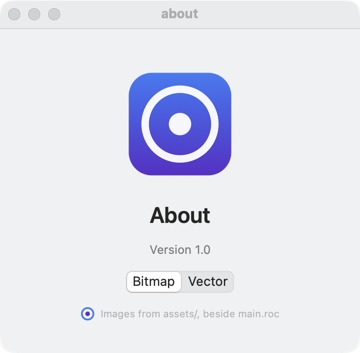 about
About
Version 1.0
Bitmap Vector
Images from assets/, beside main.roc